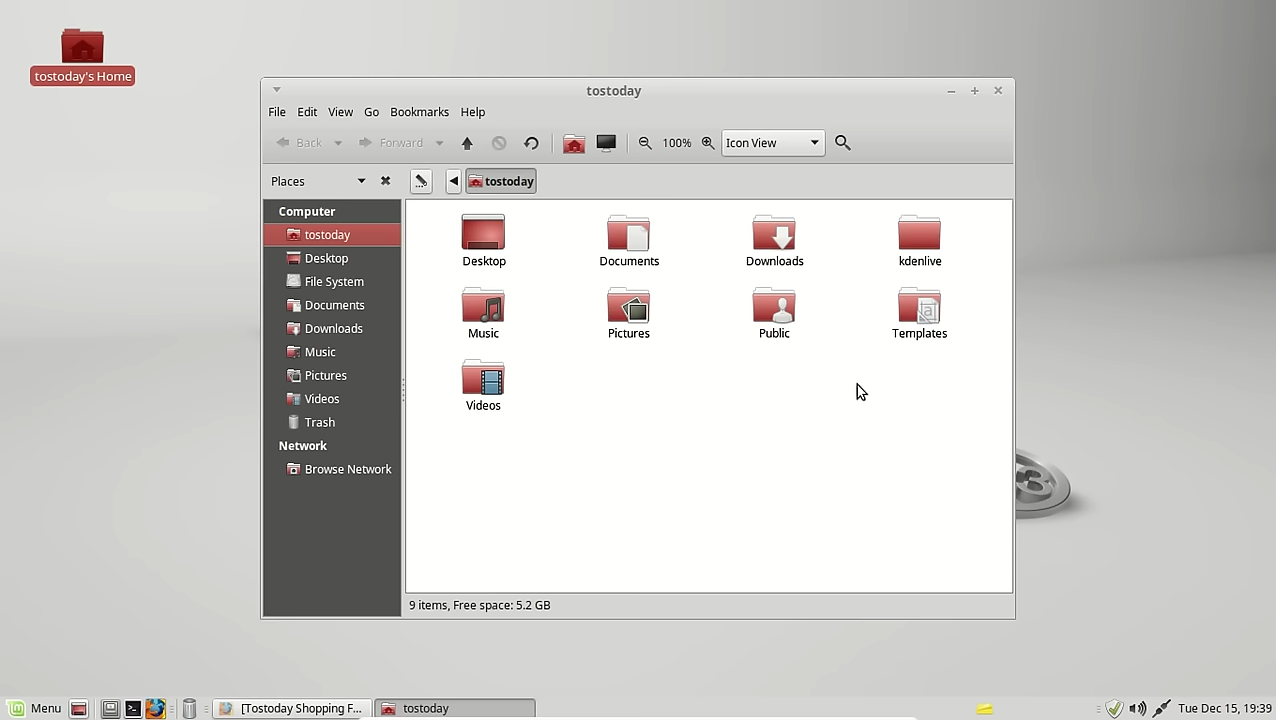 tostoday's Home
tostoday
File Edit View Go Bookmarks Help
Back Forward 100% Icon View
Places tostoday
Computer
tostoday
Desktop
File System
Documents
Downloads
Music
Pictures
Videos
Trash
Network
Browse Network
Desktop Documents Downloads kdenlive
Music Pictures Public Templates
Videos
9 items, Free space: 5.2 GB
Menu [Tostoday Shopping F... tostoday Tue Dec 15, 19:39